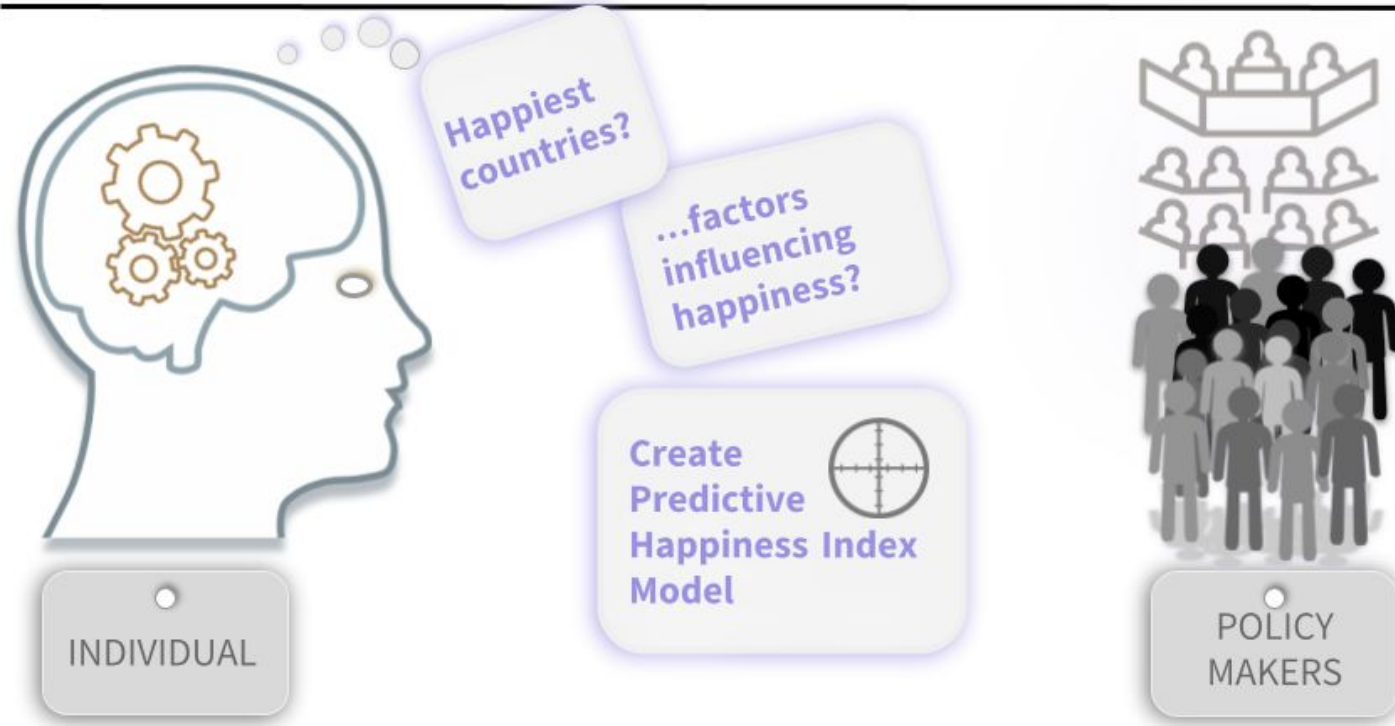 Happiest
countries?
...factors
influencing
happiness?
Create
Predictive
Happiness Index
Model
INDIVIDUAL
POLICY
MAKERS